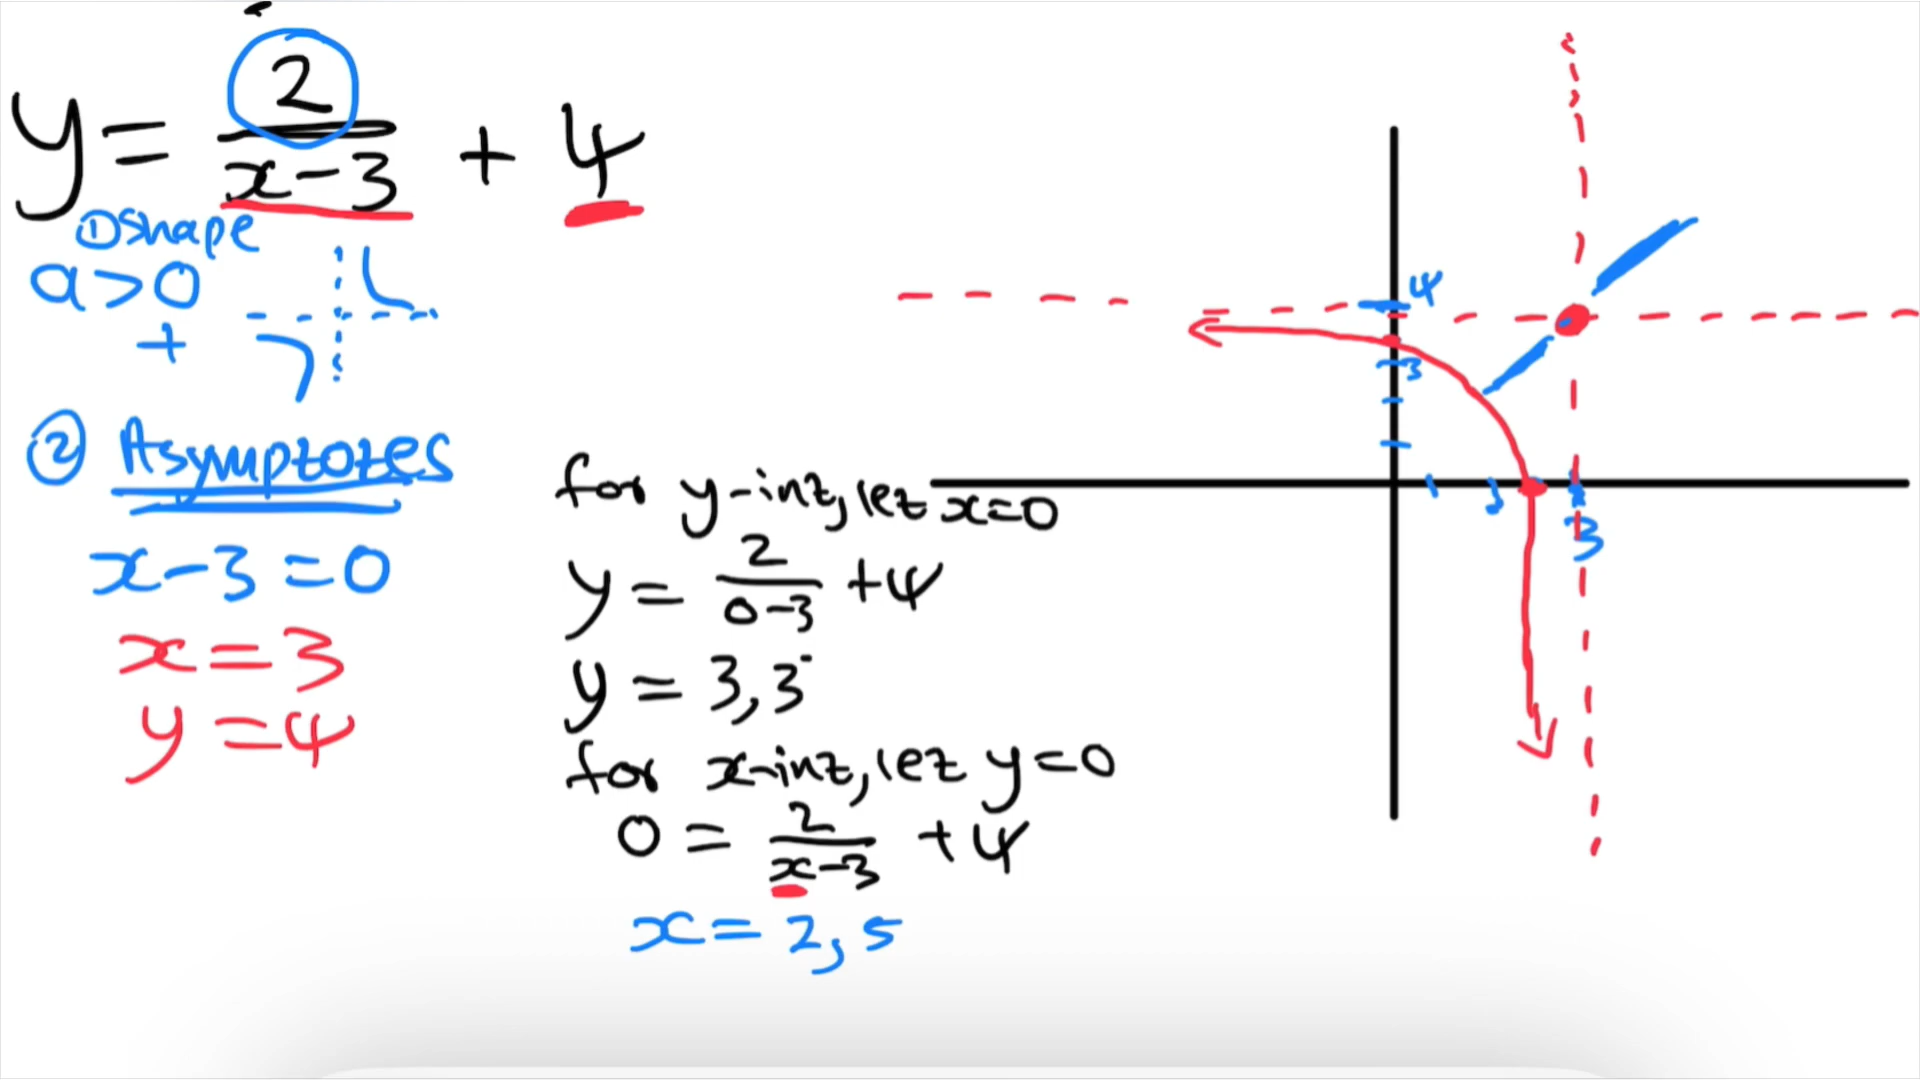 y = 2/(x-3) + 4
① shape
a > 0
+
② Asymptotes
x - 3 = 0
x = 3
y = 4
for y-int, let x = 0
y = 2/(0-3) + 4
y = 3,3
for x-int, let y = 0
0 = 2/(x-3) + 4
x = 2,5
4
3
3